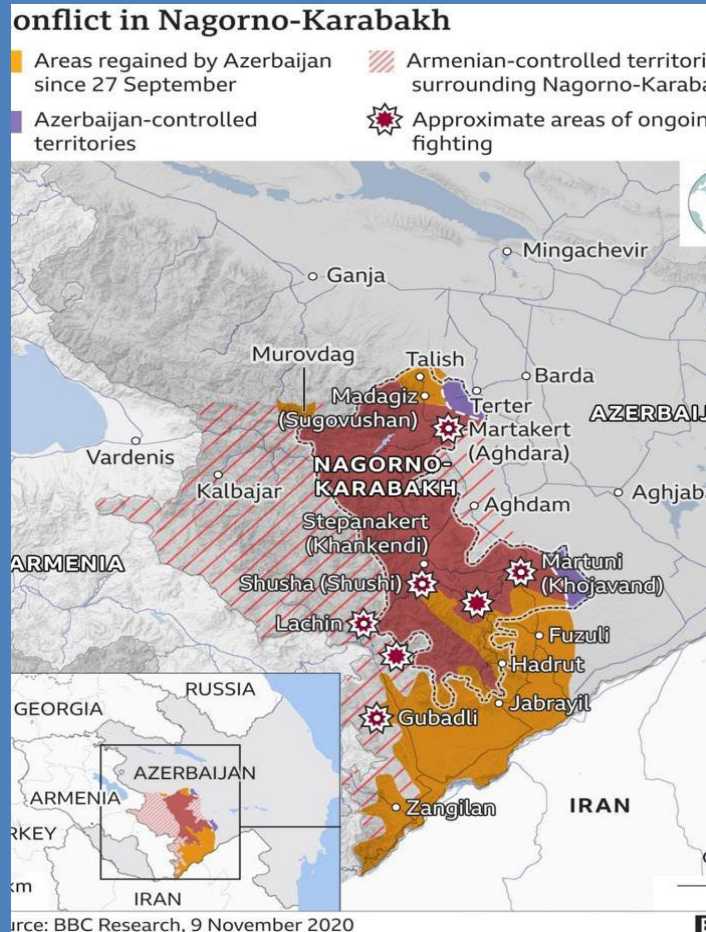 onflict in Nagorno-Karabakh
Areas regained by Azerbaijan
since 27 September
Armenian-controlled territori
surrounding Nagorno-Karaba
Azerbaijan-controlled
territories
Approximate areas of ongoin
fighting
Mingachevir
Ganja
Murovdag
Talish
Barda
Madagiz
(Sugovushan)
Terter
AZERBAIJ
Martakert
(Aghdara)
Vardenis
NAGORNO-
KARABAKH
Kalbajar
Aghdam
Aghjaba
Stepanakert
(Khankendi)
ARMENIA
Martuni
(Khojavand)
Shusha (Shushi)
Lachin
Fuzuli
Hadrut
Jabrayil
Gubadli
Zangilan
IRAN
RUSSIA
GEORGIA
AZERBAIJAN
ARMENIA
RKEY
IRAN
km
urce: BBC Research, 9 November 2020